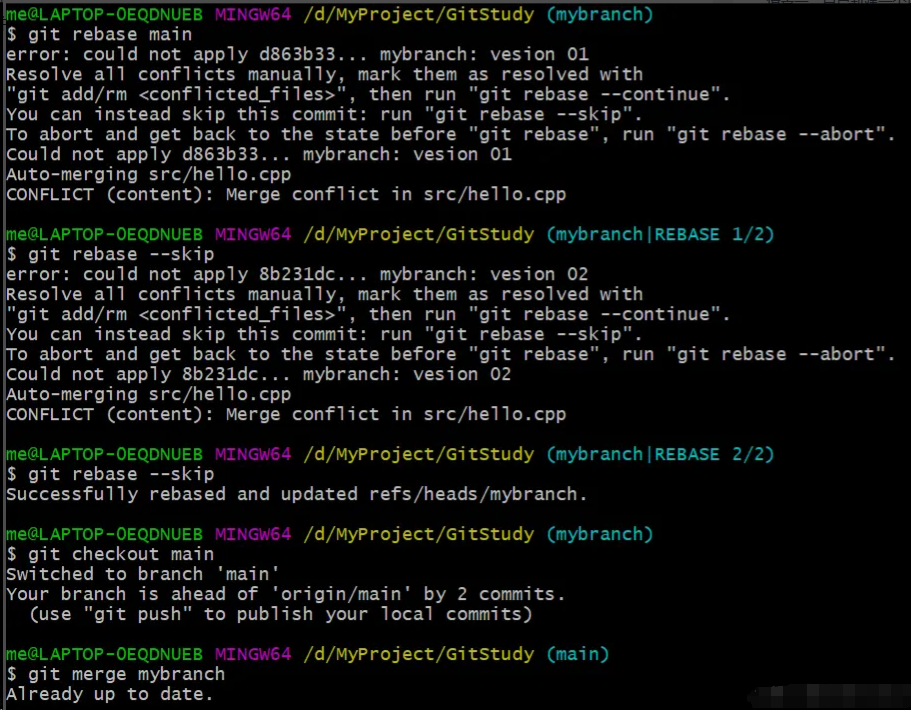 me@LAPTOP-0EQDNUEB MINGW64 /d/MyProject/GitStudy (mybranch)
$ git rebase main
error: could not apply d863b33... mybranch: vesion 01
Resolve all conflicts manually, mark them as resolved with
"git add/rm <conflicted_files>", then run "git rebase --continue".
You can instead skip this commit: run "git rebase --skip".
To abort and get back to the state before "git rebase", run "git rebase --abort".
Could not apply d863b33... mybranch: vesion 01
Auto-merging src/hello.cpp
CONFLICT (content): Merge conflict in src/hello.cpp
me@LAPTOP-0EQDNUEB MINGW64 /d/MyProject/GitStudy (mybranch|REBASE 1/2)
$ git rebase --skip
error: could not apply 8b231dc... mybranch: vesion 02
Resolve all conflicts manually, mark them as resolved with
"git add/rm <conflicted_files>", then run "git rebase --continue".
You can instead skip this commit: run "git rebase --skip".
To abort and get back to the state before "git rebase", run "git rebase --abort".
Could not apply 8b231dc... mybranch: vesion 02
Auto-merging src/hello.cpp
CONFLICT (content): Merge conflict in src/hello.cpp
me@LAPTOP-0EQDNUEB MINGW64 /d/MyProject/GitStudy (mybranch|REBASE 2/2)
$ git rebase --skip
Successfully rebased and updated refs/heads/mybranch.
me@LAPTOP-0EQDNUEB MINGW64 /d/MyProject/GitStudy (mybranch)
$ git checkout main
Switched to branch 'main'
Your branch is ahead of 'origin/main' by 2 commits.
(use "git push" to publish your local commits)
me@LAPTOP-0EQDNUEB MINGW64 /d/MyProject/GitStudy (main)
$ git merge mybranch
Already up to date.